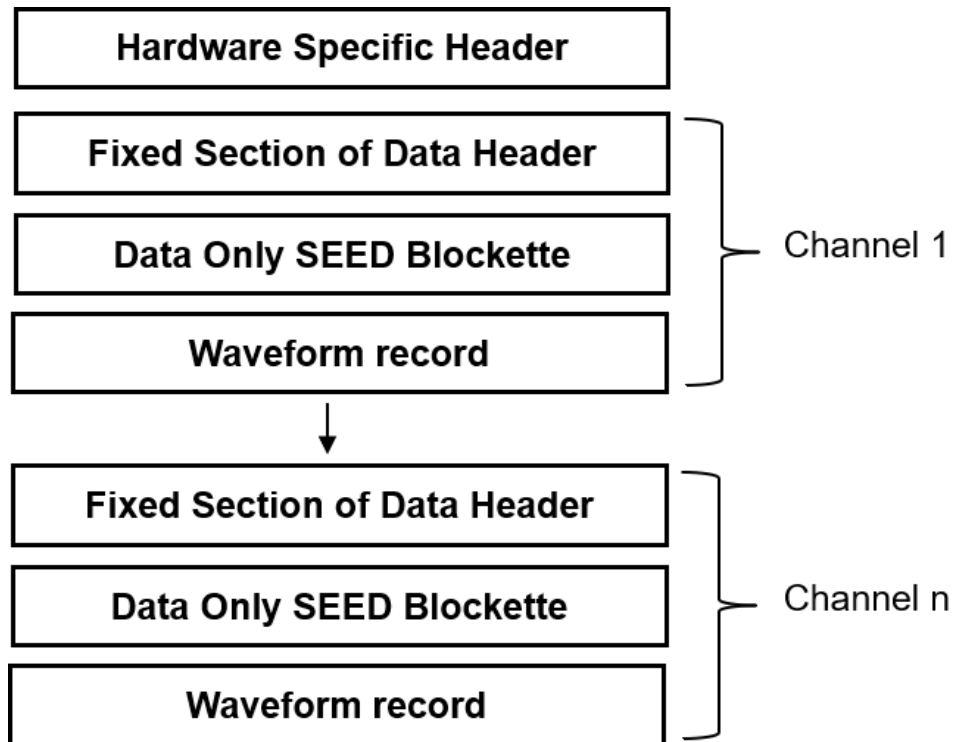 Hardware Specific Header
Fixed Section of Data Header
Data Only SEED Blockette
Waveform record
Channel 1
Fixed Section of Data Header
Data Only SEED Blockette
Waveform record
Channel n